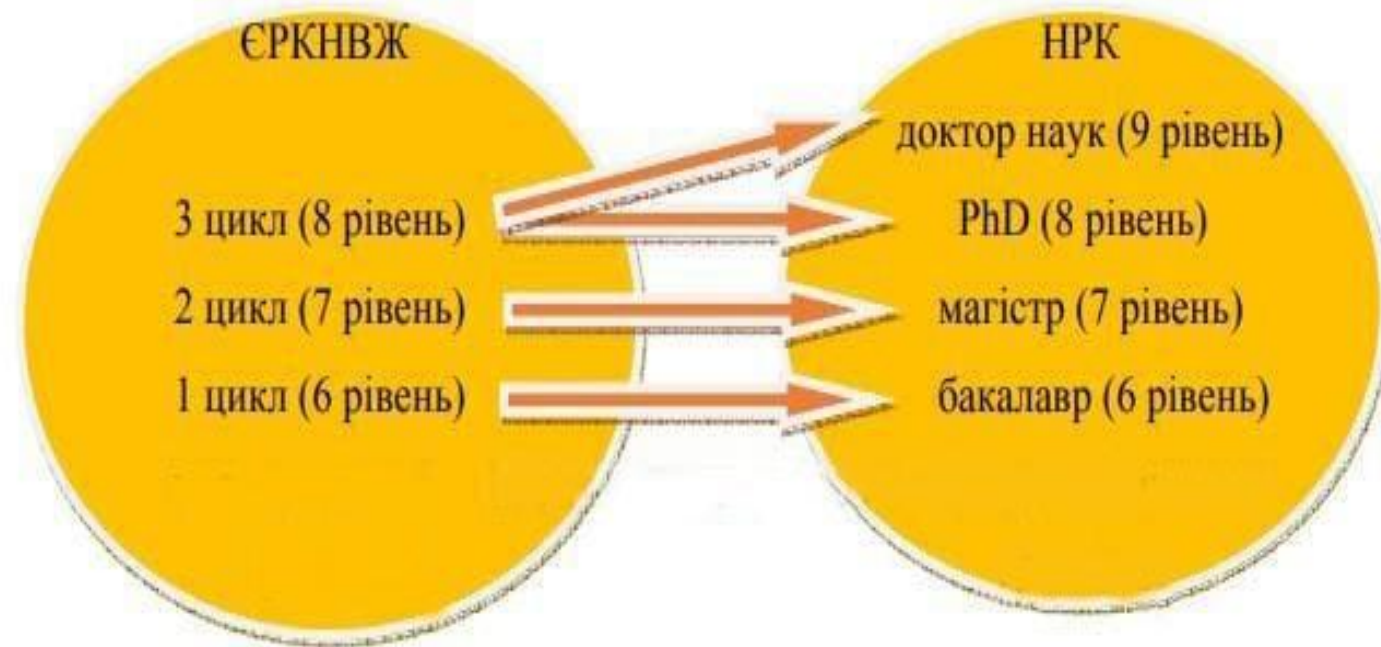 ЄРКНВЖ
3 цикл (8 рівень)
2 цикл (7 рівень)
1 цикл (6 рівень)
НРК
доктор наук (9 рівень)
PhD (8 рівень)
магістр (7 рівень)
бакалавр (6 рівень)